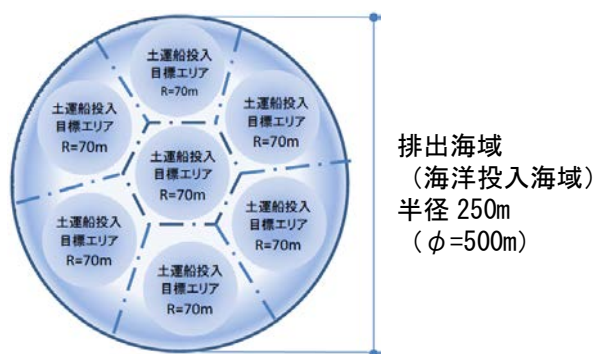 土運船投入
目標エリア
R=70m
土運船投入
目標エリア
R=70m
土運船投入
目標エリア
R=70m
土運船投入
目標エリア
R=70m
土運船投入
目標エリア
R=70m
土運船投入
目標エリア
R=70m
土運船投入
目標エリア
R=70m
排出海域
（海洋投入海域）
半径 250m
（φ=500m）